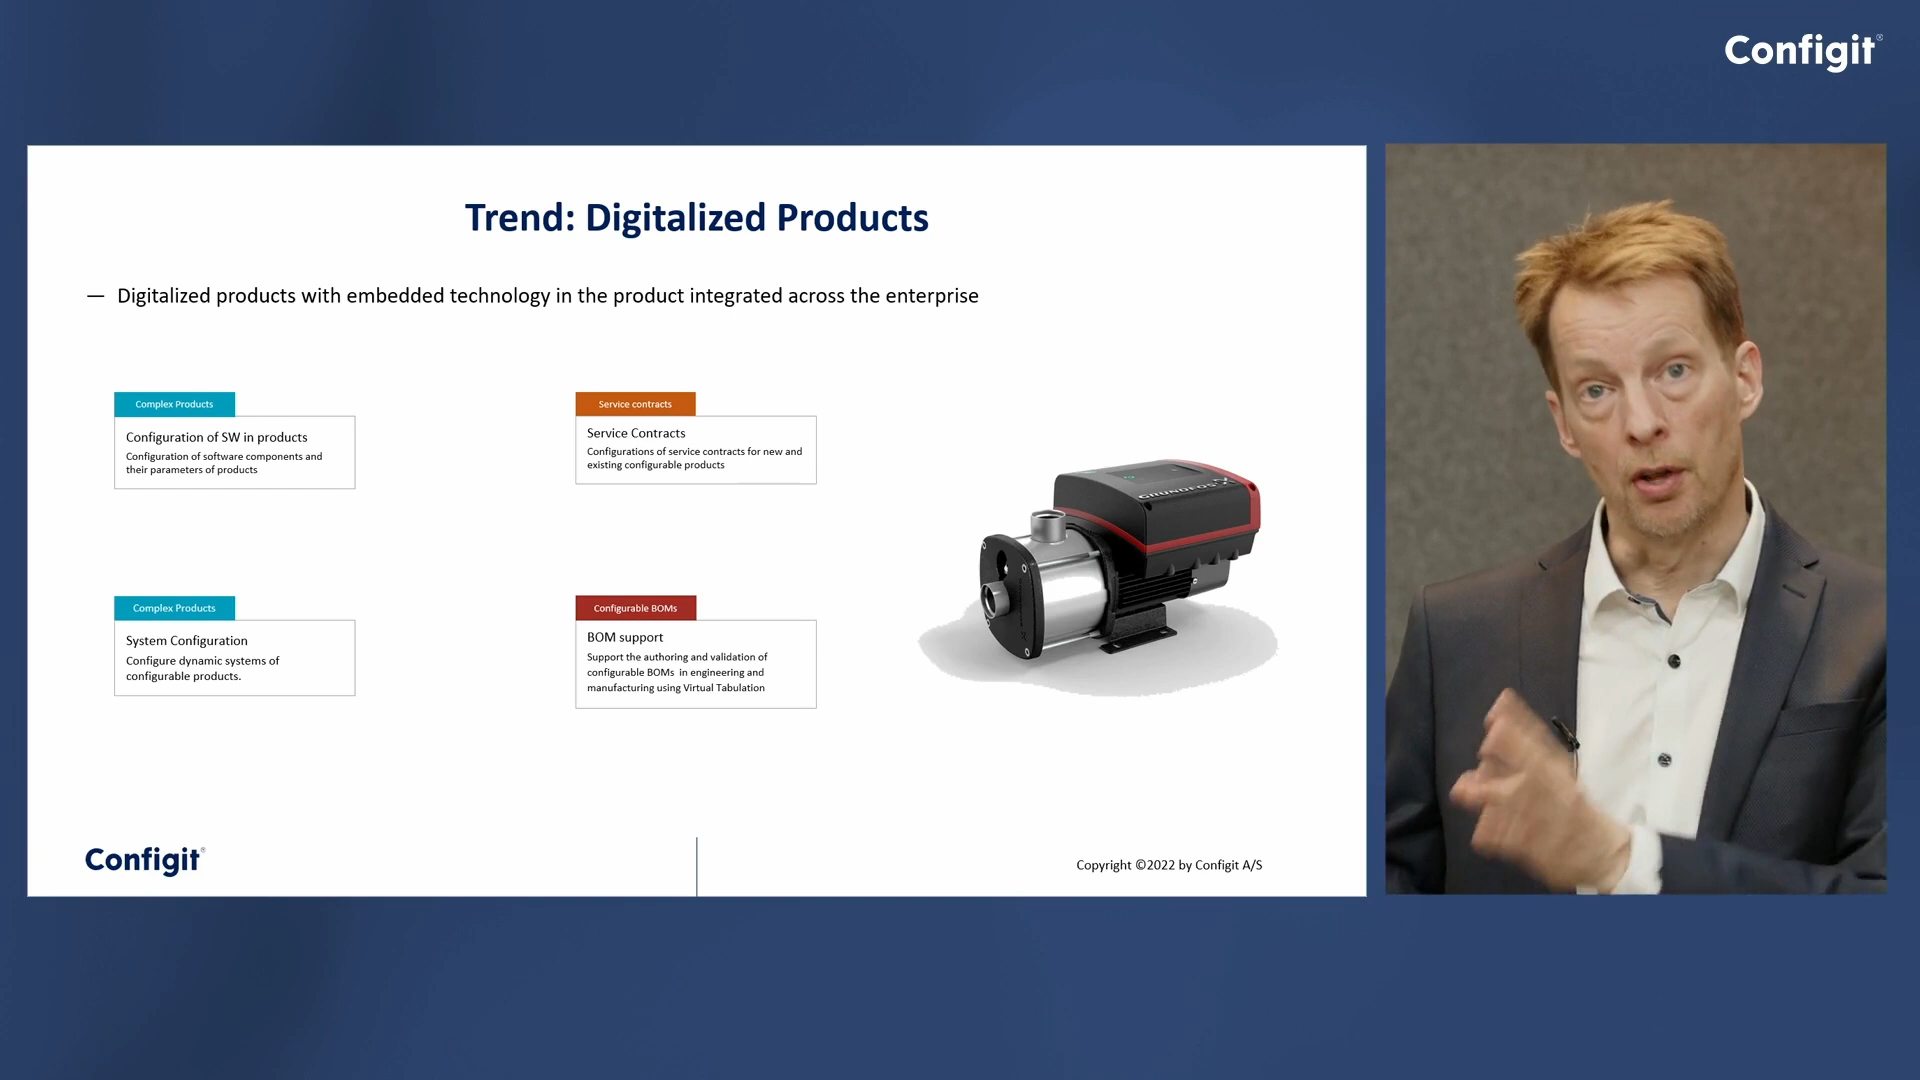 Configit®
Trend: Digitalized Products
— Digitalized products with embedded technology in the product integrated across the enterprise
Complex Products
Configuration of SW in products
Configuration of software components and
their parameters of products
Service contracts
Service Contracts
Configurations of service contracts for new and
existing configurable products
GRUNDFOS
Complex Products
System Configuration
Configure dynamic systems of
configurable products.
Configurable BOMs
BOM support
Support the authoring and validation of
configurable BOMs in engineering and
manufacturing using Virtual Tabulation
Configit®
Copyright ©2022 by Configit A/S